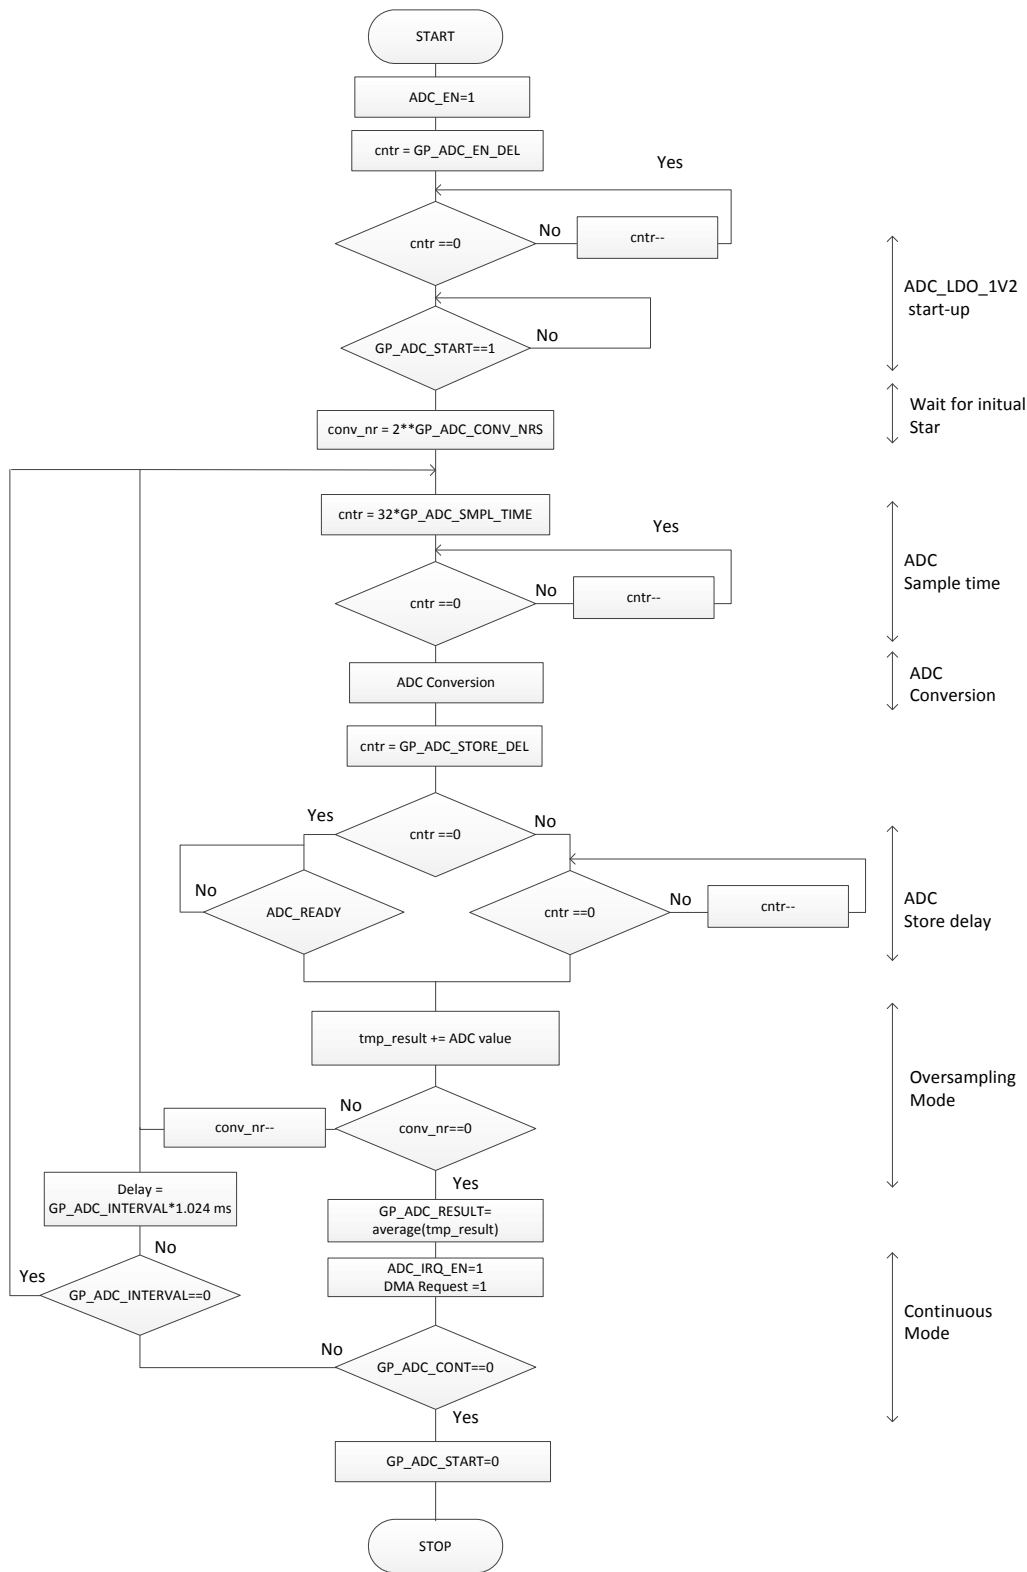 START
ADC_EN=1
cntr = GP_ADC_EN_DEL
Yes
cntr ==0
No
cntr--
ADC_LDO_1V2
start-up
GP_ADC_START==1
No
Wait for initual
Star
conv_nr = 2**GP_ADC_CONV_NRS
cntr = 32*GP_ADC_SMPL_TIME
Yes
cntr ==0
No
cntr--
ADC
Sample time
ADC Conversion
ADC
Conversion
cntr = GP_ADC_STORE_DEL
Yes
cntr ==0
No
No
ADC_READY
cntr ==0
No
cntr--
ADC
Store delay
tmp_result += ADC value
Oversampling
Mode
conv_nr--
No
conv_nr==0
Yes
Delay =
GP_ADC_INTERVAL*1.024 ms
GP_ADC_RESULT=
average(tmp_result)
No
Yes
GP_ADC_INTERVAL==0
ADC_IRQ_EN=1
DMA Request =1
Continuous
Mode
No
GP_ADC_CONT==0
Yes
GP_ADC_START=0
STOP